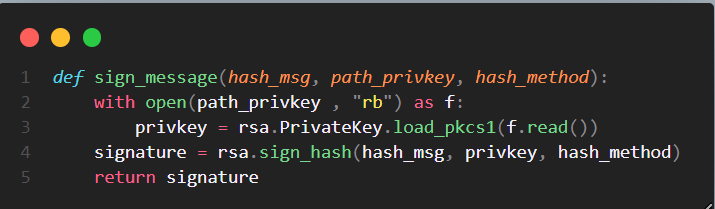 1 def sign_message(hash_msg, path_privkey, hash_method):
2     with open(path_privkey , "rb") as f:
3         privkey = rsa.PrivateKey.load_pkcs1(f.read())
4     signature = rsa.sign_hash(hash_msg, privkey, hash_method)
5     return signature